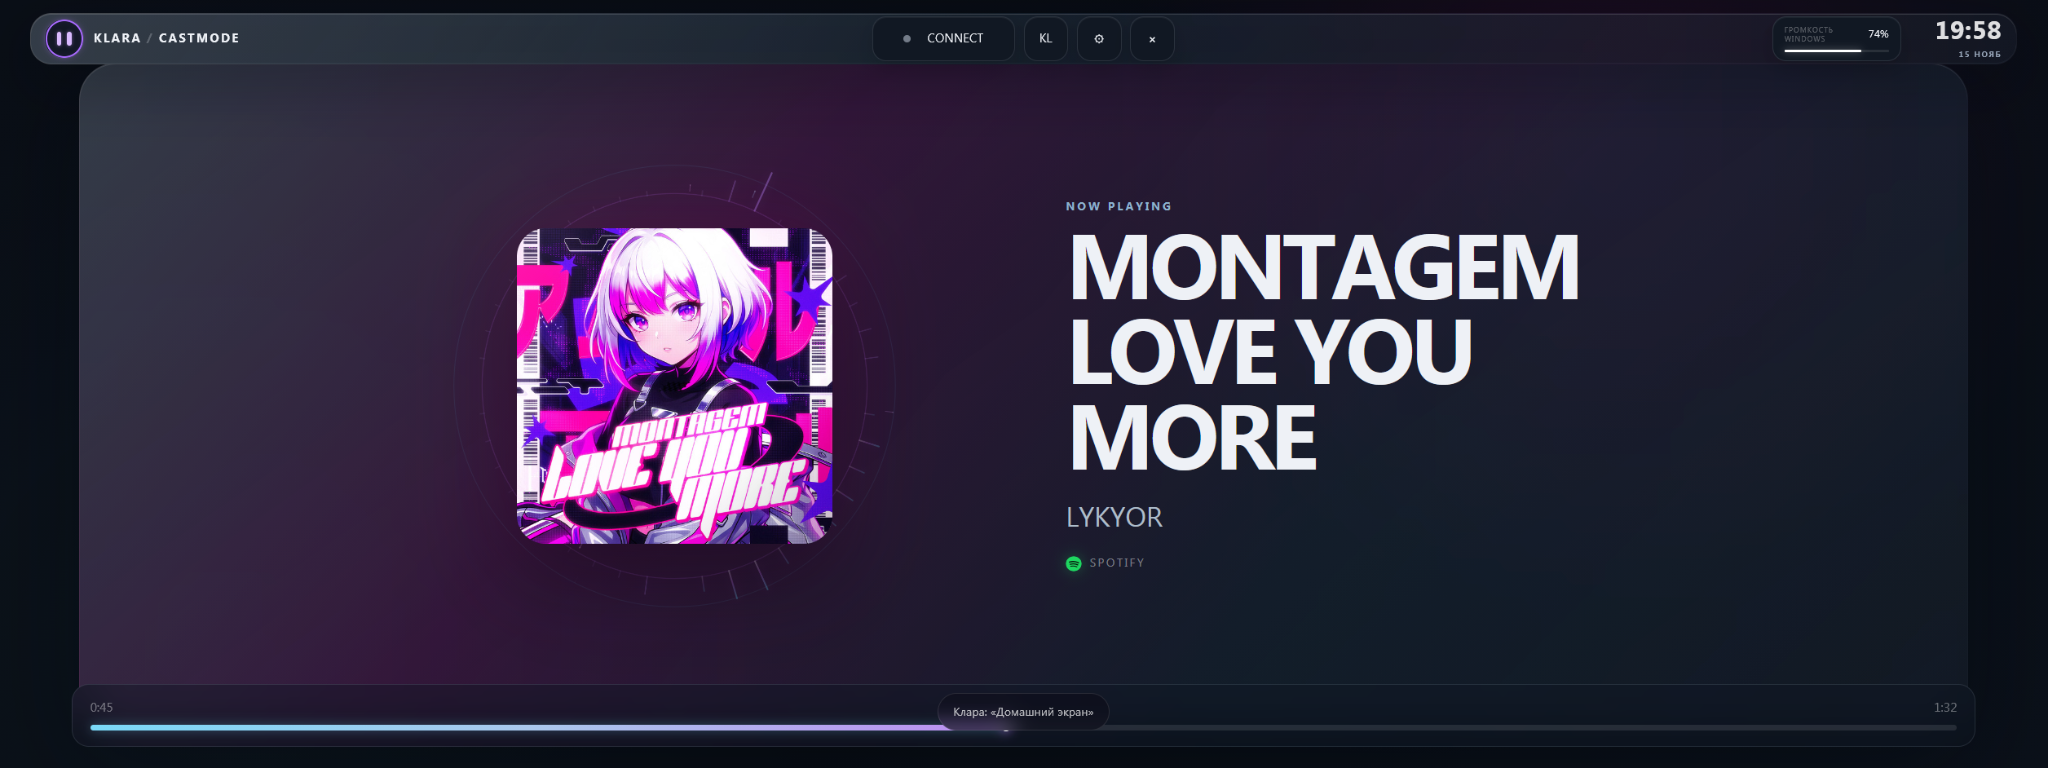 KLARA / CASTMODE
CONNECT
KL
ГРОМКОСТЬ
WINDOWS
74%
19:58
15 НОЯБ
NOW PLAYING
MONTAGEM
LOVE YOU
MORE
LYKYOR
SPOTIFY
MONTAGEM
LOVE YOU
MORE
0:45
Клара: «Домашний экран»
1:32